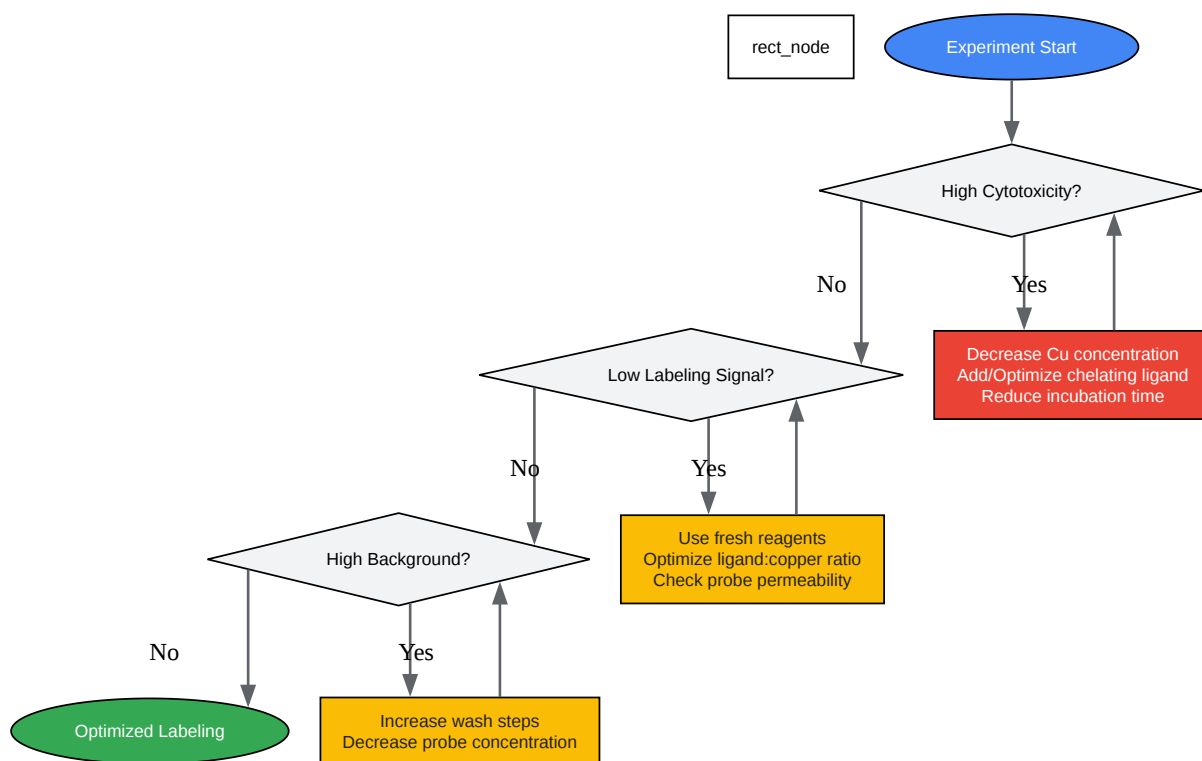 rect_node
Experiment Start
High Cytotoxicity?
No
Yes
Decrease Cu concentration
Add/Optimize chelating ligand
Reduce incubation time
Low Labeling Signal?
No
Yes
Use fresh reagents
Optimize ligand:copper ratio
Check probe permeability
High Background?
No
Yes
Optimized Labeling
Increase wash steps
Decrease probe concentration